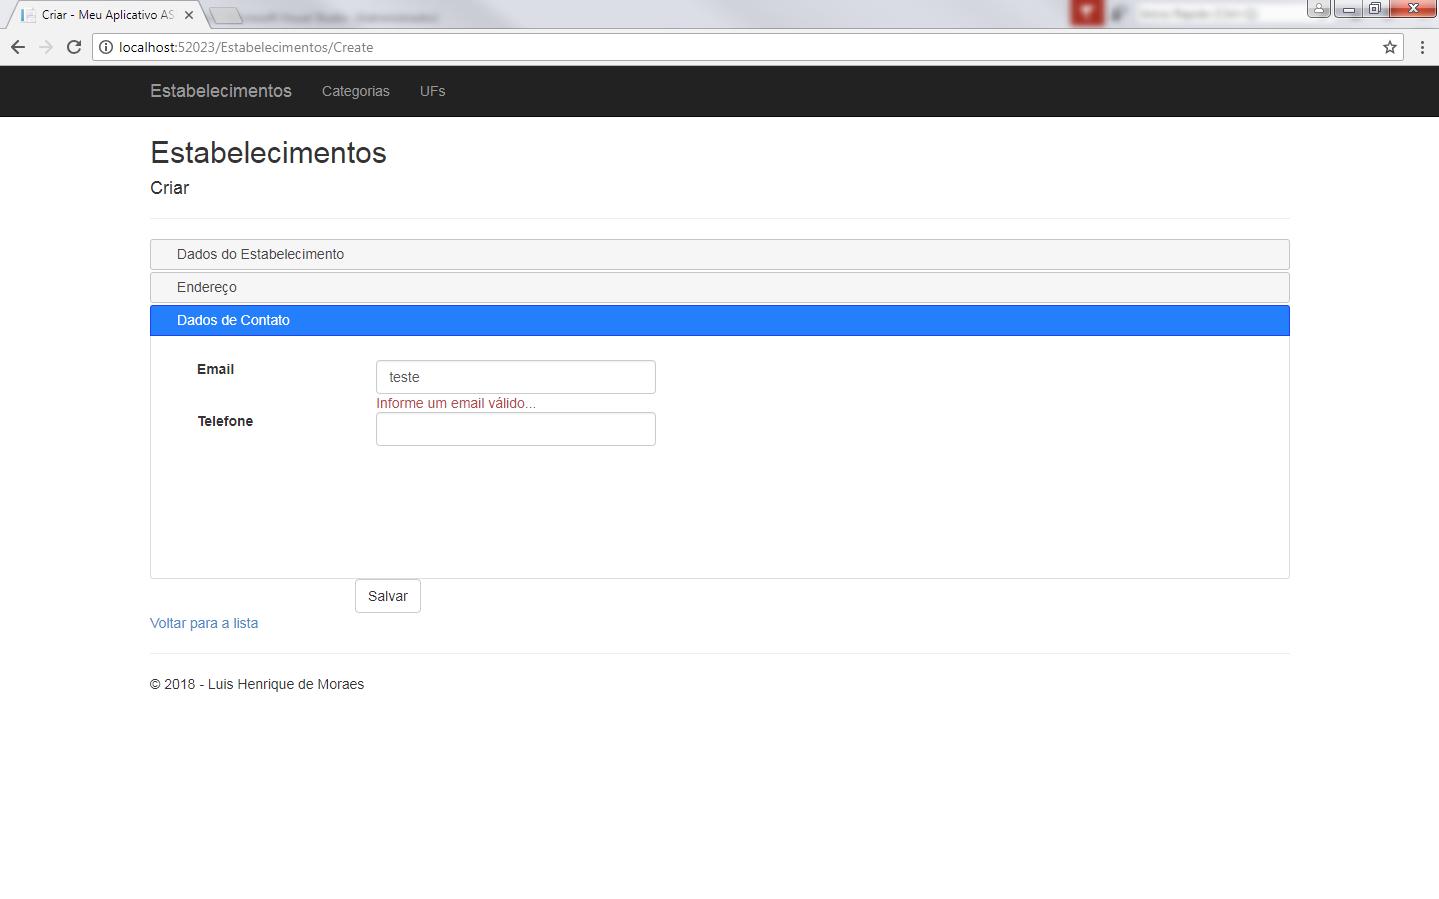 Criar - Meu Aplicativo AS
localhost:52023/Estabelecimentos/Create
Estabelecimentos Categorias UFs
Estabelecimentos
Criar
Dados do Estabelecimento
Endereço
Dados de Contato
Email teste
Informe um email válido...
Telefone
Salvar
Voltar para a lista
© 2018 - Luis Henrique de Moraes